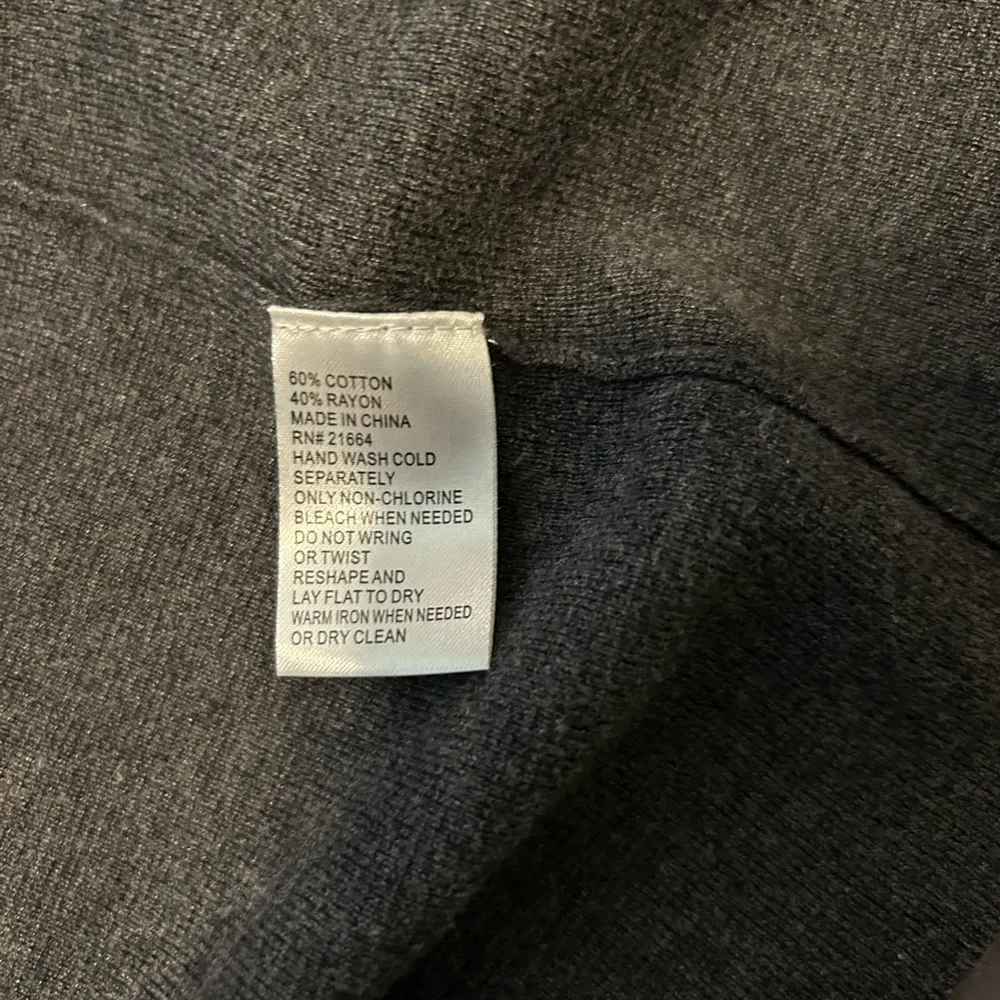 60% COTTON
40% RAYON
MADE IN CHINA
RN# 21664
HAND WASH COLD
SEPARATELY
ONLY NON-CHLORINE
BLEACH WHEN NEEDED
DO NOT WRING
OR TWIST
RESHAPE AND
LAY FLAT TO DRY
WARM IRON WHEN NEEDED
OR DRY CLEAN